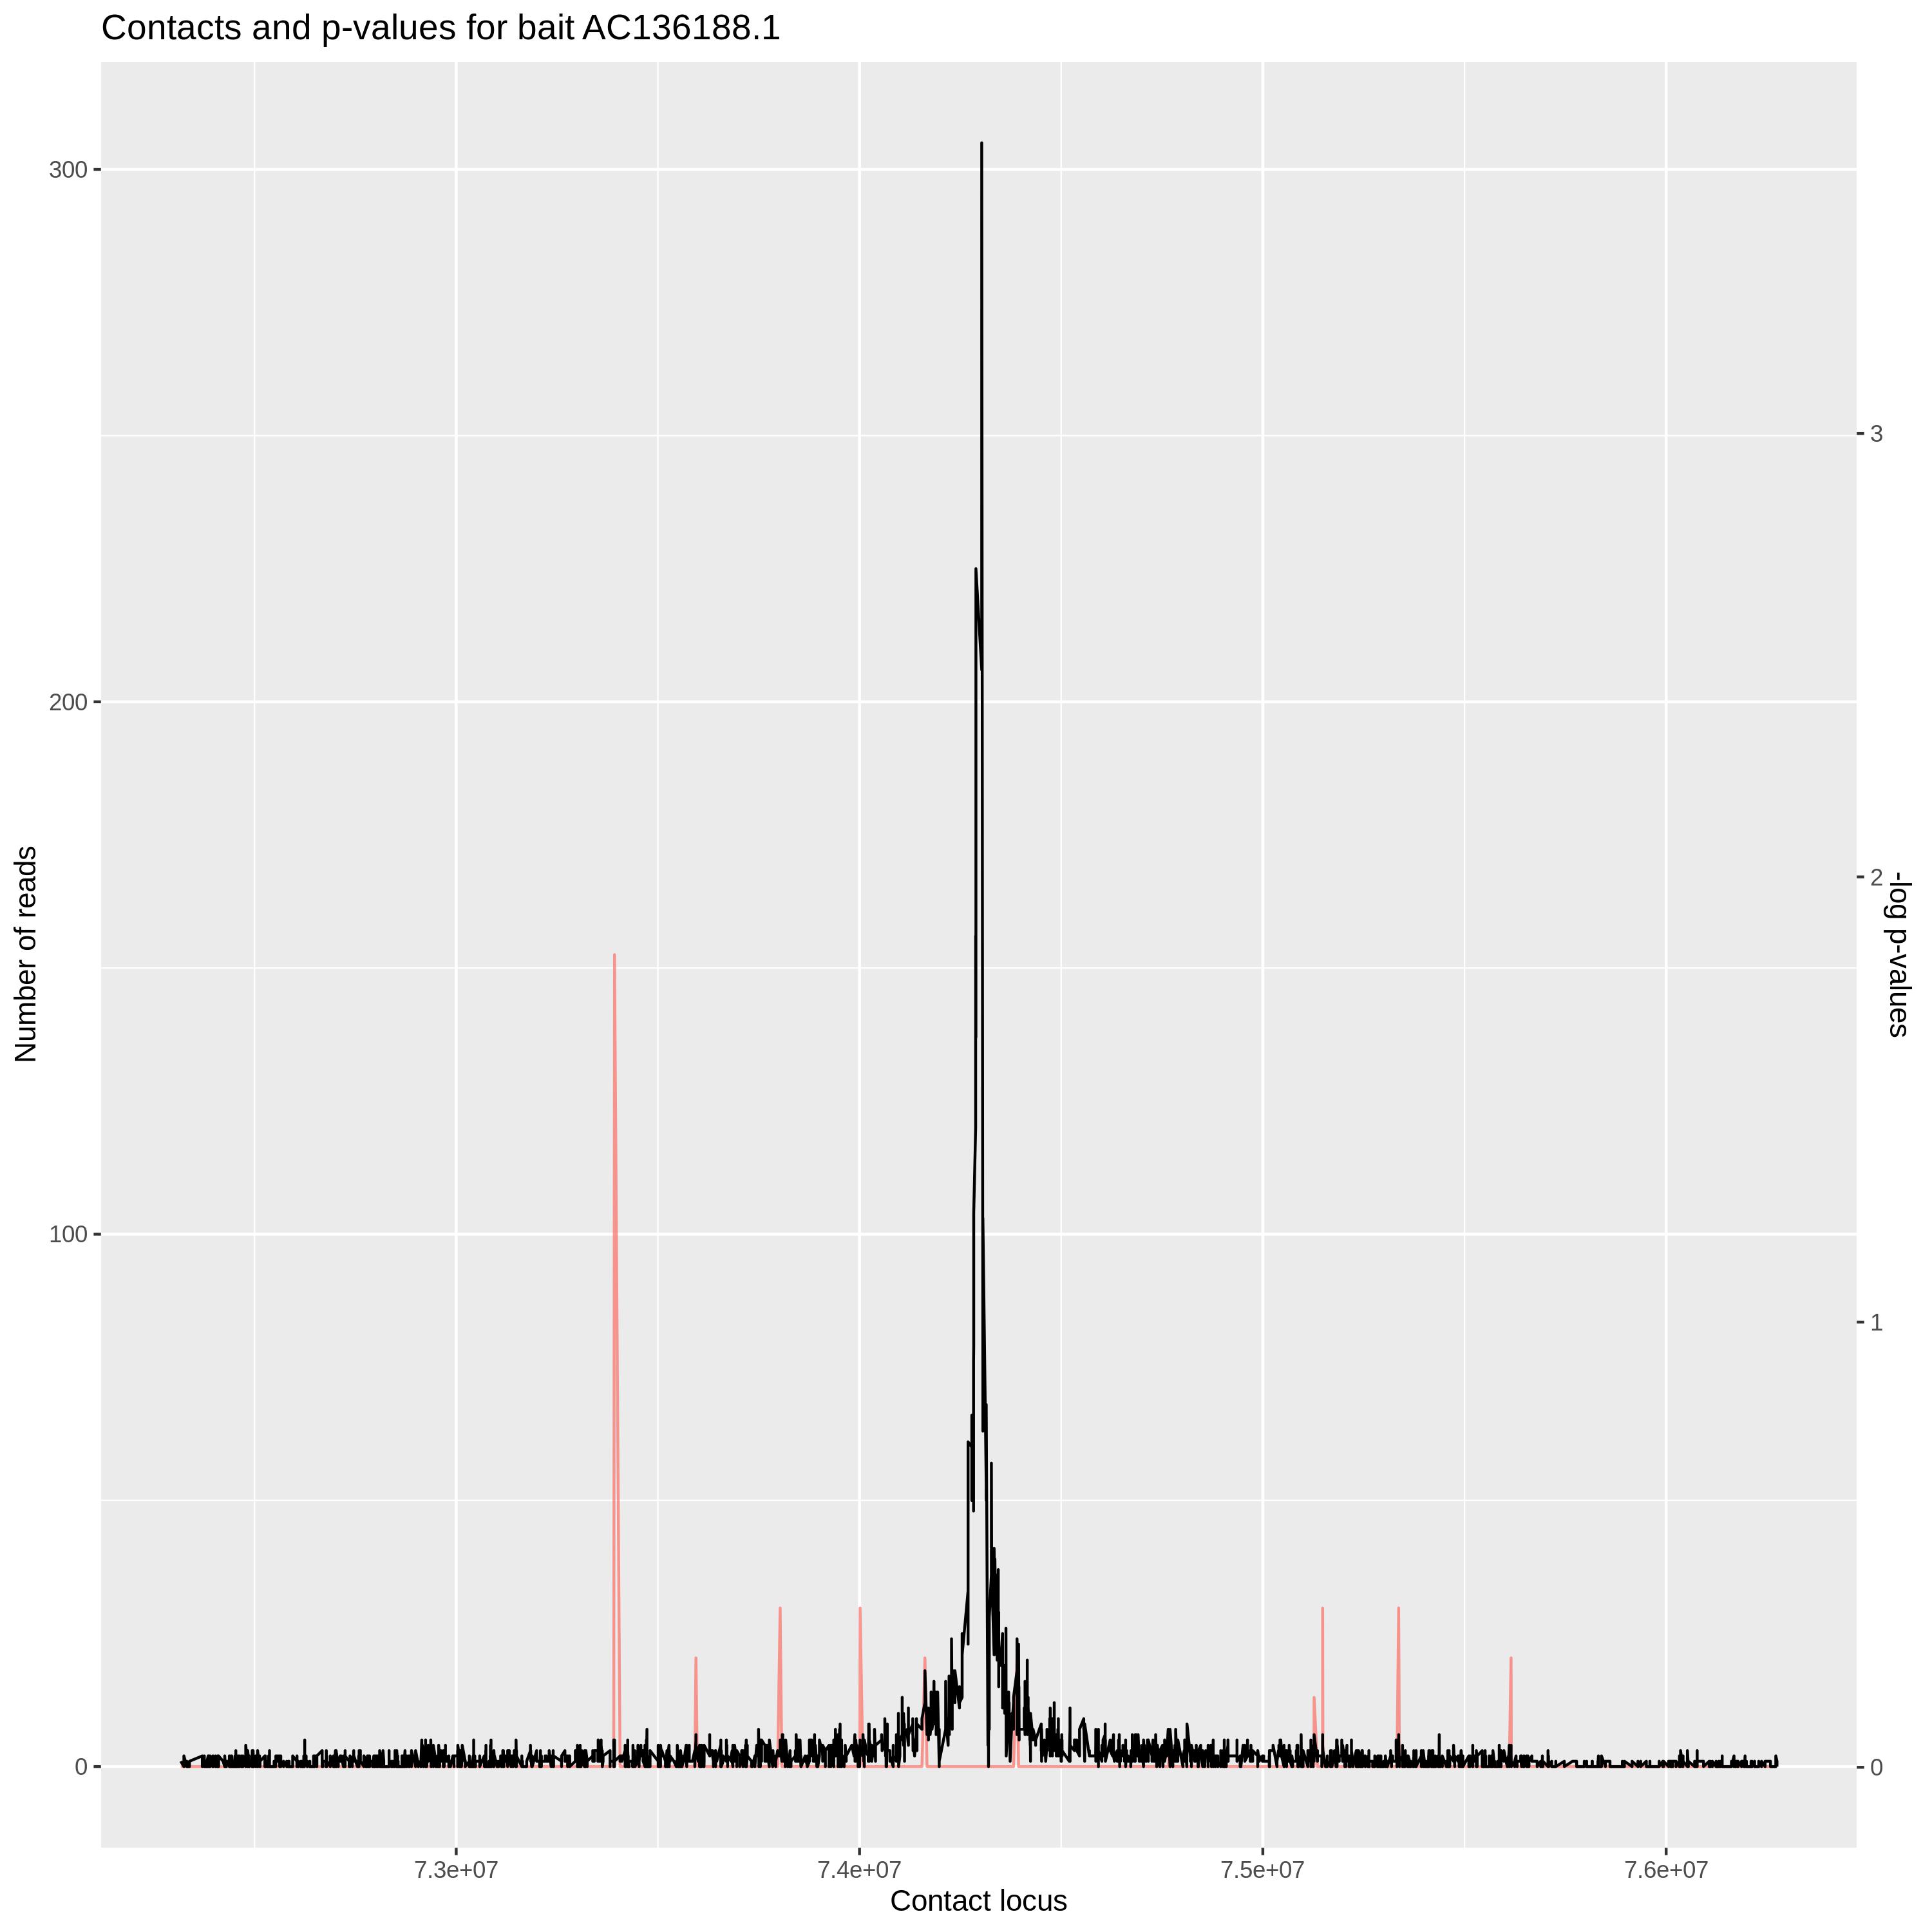 Contacts and p-values for bait AC136188.1
300
200
100
0
Number of reads
3
2
1
0
-log p-values
7.3e+07 7.4e+07 7.5e+07 7.6e+07
Contact locus